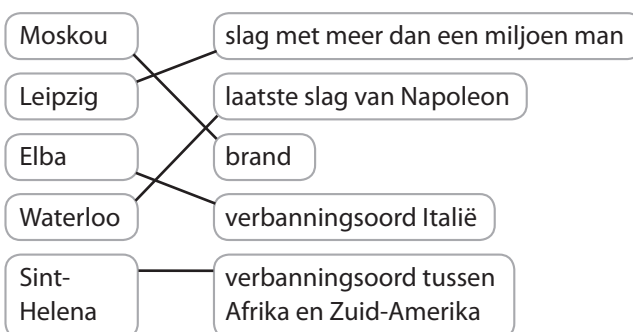 Moskou
slag met meer dan een miljoen man
Leipzig
laatste slag van Napoleon
Elba
brand
Waterloo
verbanningsoord Italië
Sint-
Helena
verbanningsoord tussen
Afrika en Zuid-Amerika